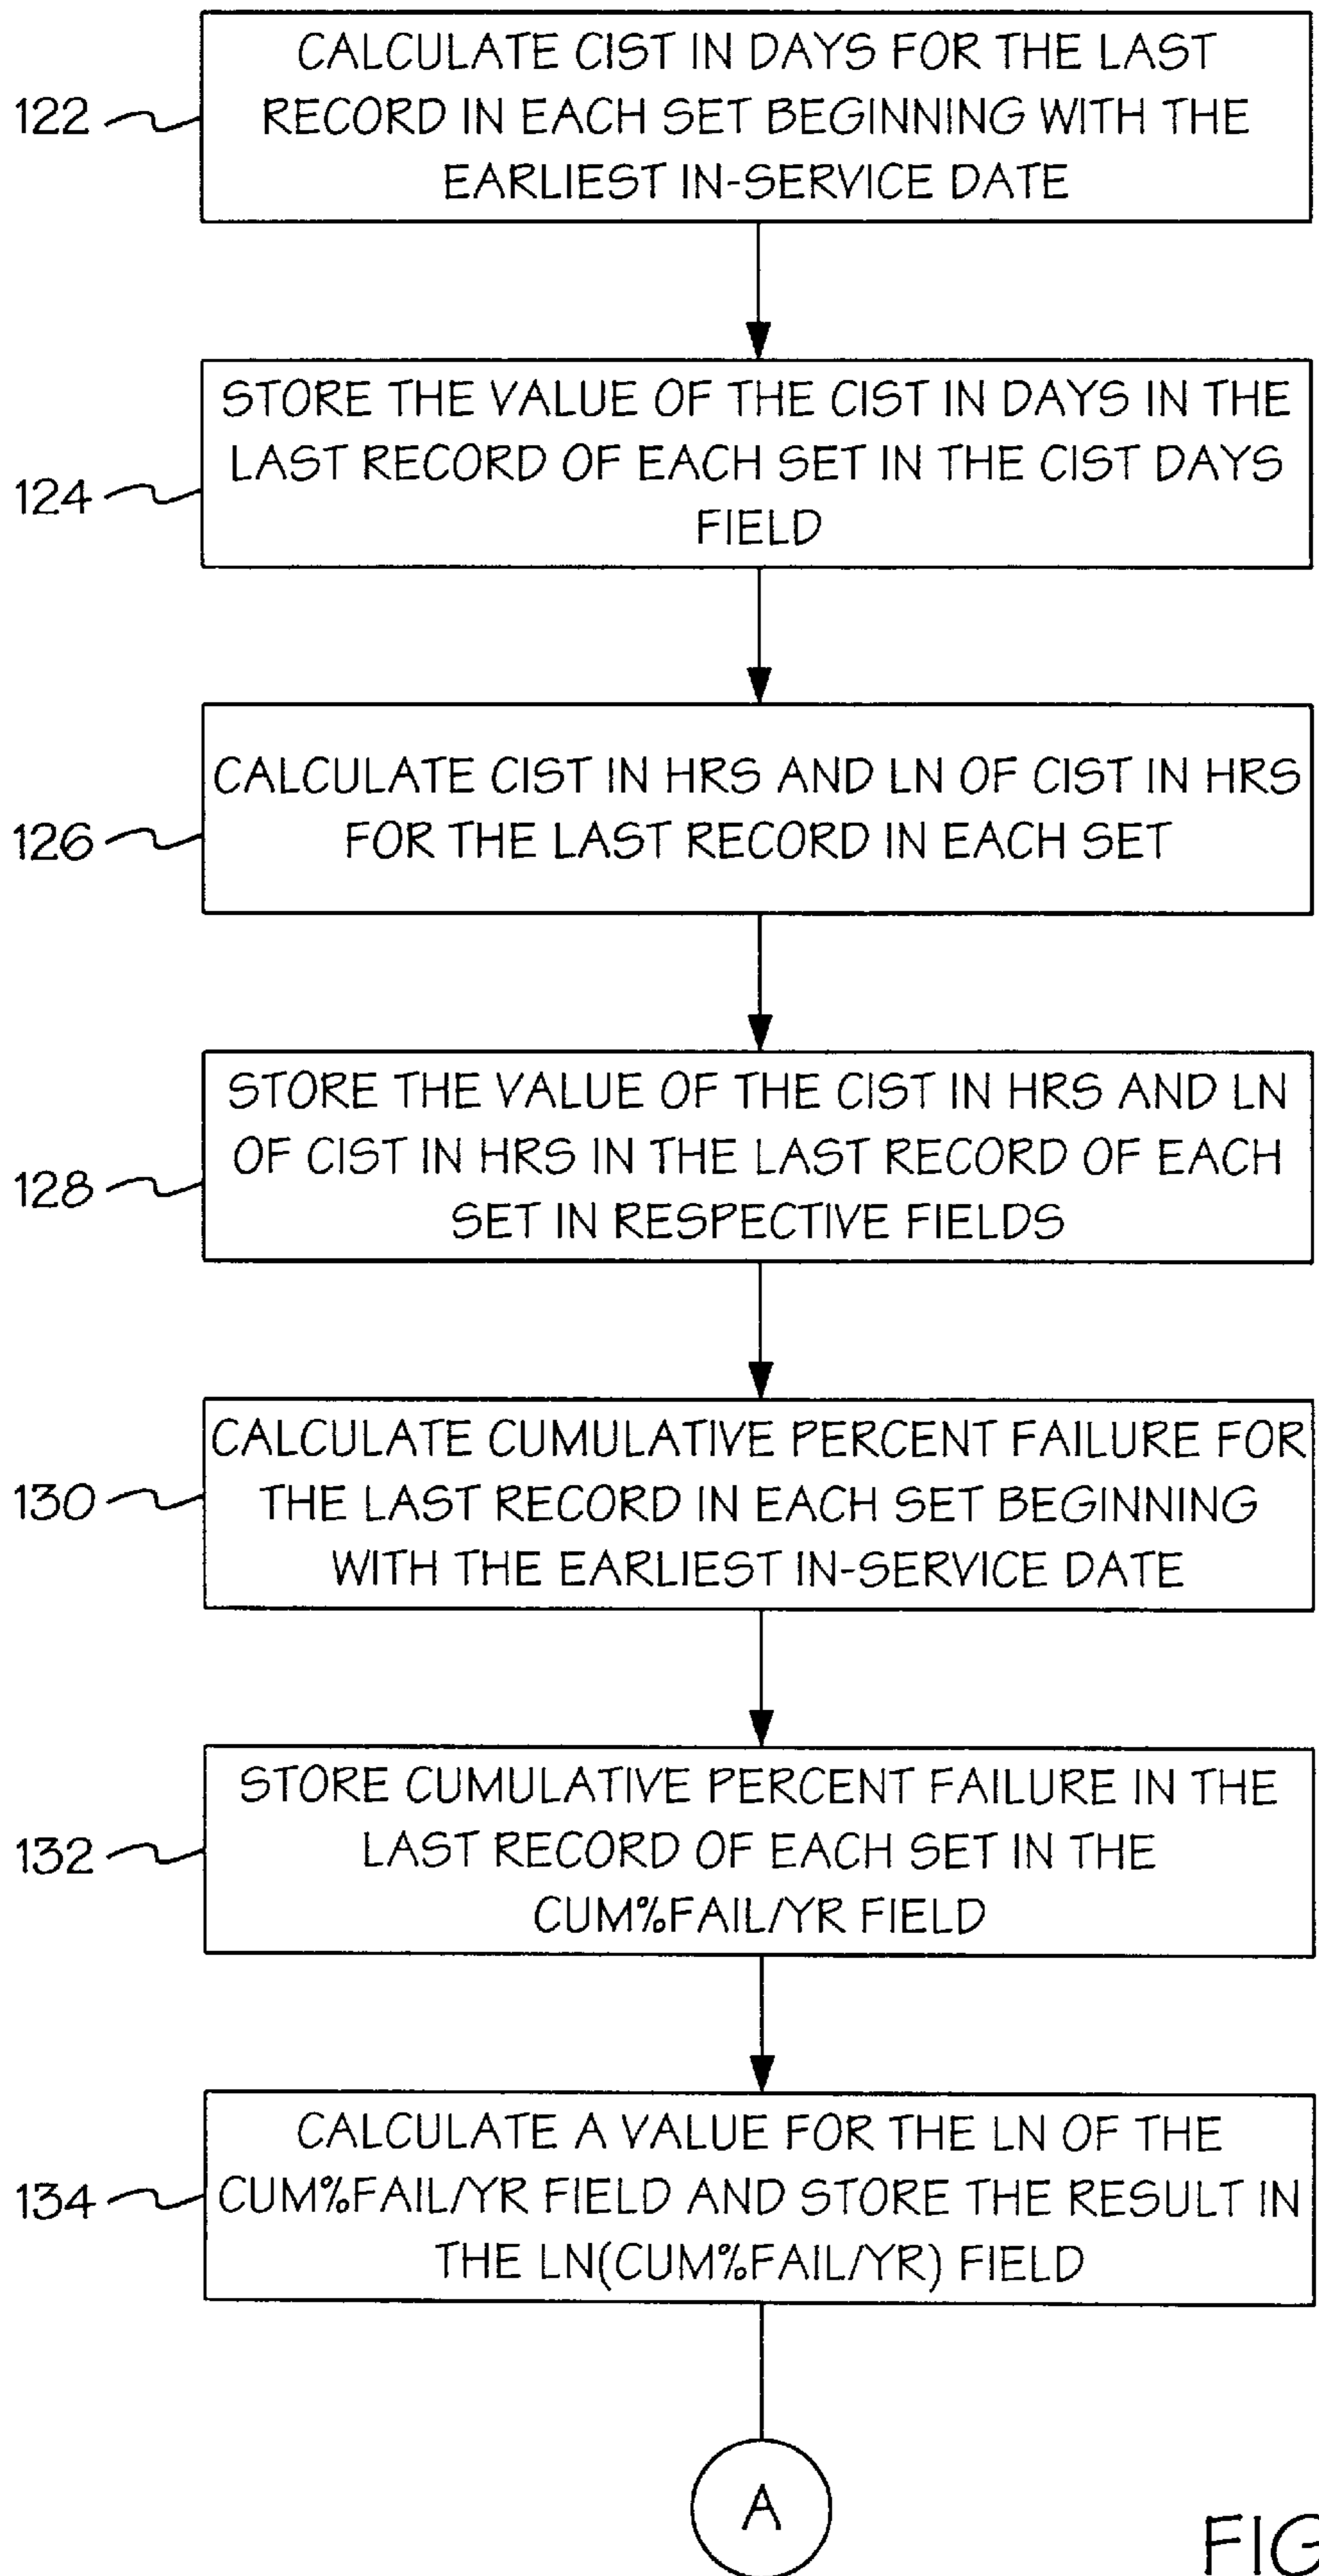 CALCULATE CIST IN DAYS FOR THE LAST
122
RECORD IN EACH SET BEGINNING WITH THE
EARLIEST IN-SERVICE DATE
STORE THE VALUE OF THE CIST IN DAYS IN THE
LAST RECORD OF EACH SET IN THE CIST DAYS
124
FIELD
CALCULATE CIST IN HRS AND LN OF CIST IN HRS
126
FOR THE LAST RECORD IN EACH SET
STORE THE VALUE OF THE CIST IN HRS AND LN
OF CIST IN HRS IN THE LAST RECORD OF EACH
128
SET IN RESPECTIVE FIELDS
CALCULATE CUMULATIVE PERCENT FAILURE FOR
130
THE LAST RECORD IN EACH SET BEGINNING
WITH THE EARLIEST IN-SERVICE DATE
STORE CUMULATIVE PERCENT FAILURE IN THE
132
LAST RECORD OF EACH SET IN THE
CUM%FAIL/YR FIELD
CALCULATE A VALUE FOR THE LN OF THE
134
CUM%FAIL/YR FIELD AND STORE THE RESULT IN
THE LN(CUM%FAIL/YR) FIELD
A
FIG